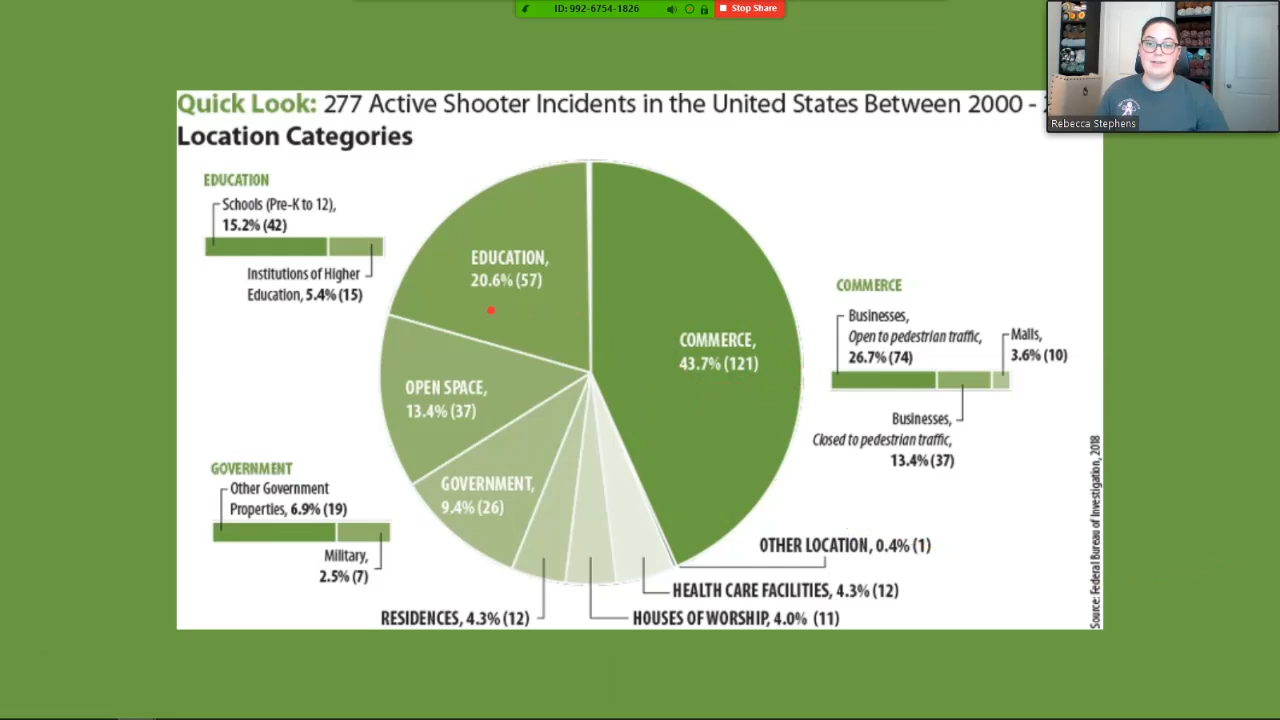 ID: 992-6754-1826
Stop Share
Rebecca Stephens
Quick Look: 277 Active Shooter Incidents in the United States Between 2000 -
Location Categories
EDUCATION
Schools (Pre-K to 12),
15.2% (42)
Institutions of Higher
Education, 5.4% (15)
EDUCATION,
20.6% (57)
COMMERCE,
43.7% (121)
COMMERCE
Businesses,
Open to pedestrian traffic,
26.7% (74)
Malls,
3.6% (10)
Businesses,
Closed to pedestrian traffic,
13.4% (37)
OPEN SPACE,
13.4% (37)
GOVERNMENT
Other Government
Properties, 6.9% (19)
Military,
2.5% (7)
GOVERNMENT,
9.4% (26)
OTHER LOCATION, 0.4% (1)
HEALTH CARE FACILITIES, 4.3% (12)
RESIDENCES, 4.3% (12)
HOUSES OF WORSHIP, 4.0% (11)
Source: Federal Bureau of Investigation, 2018